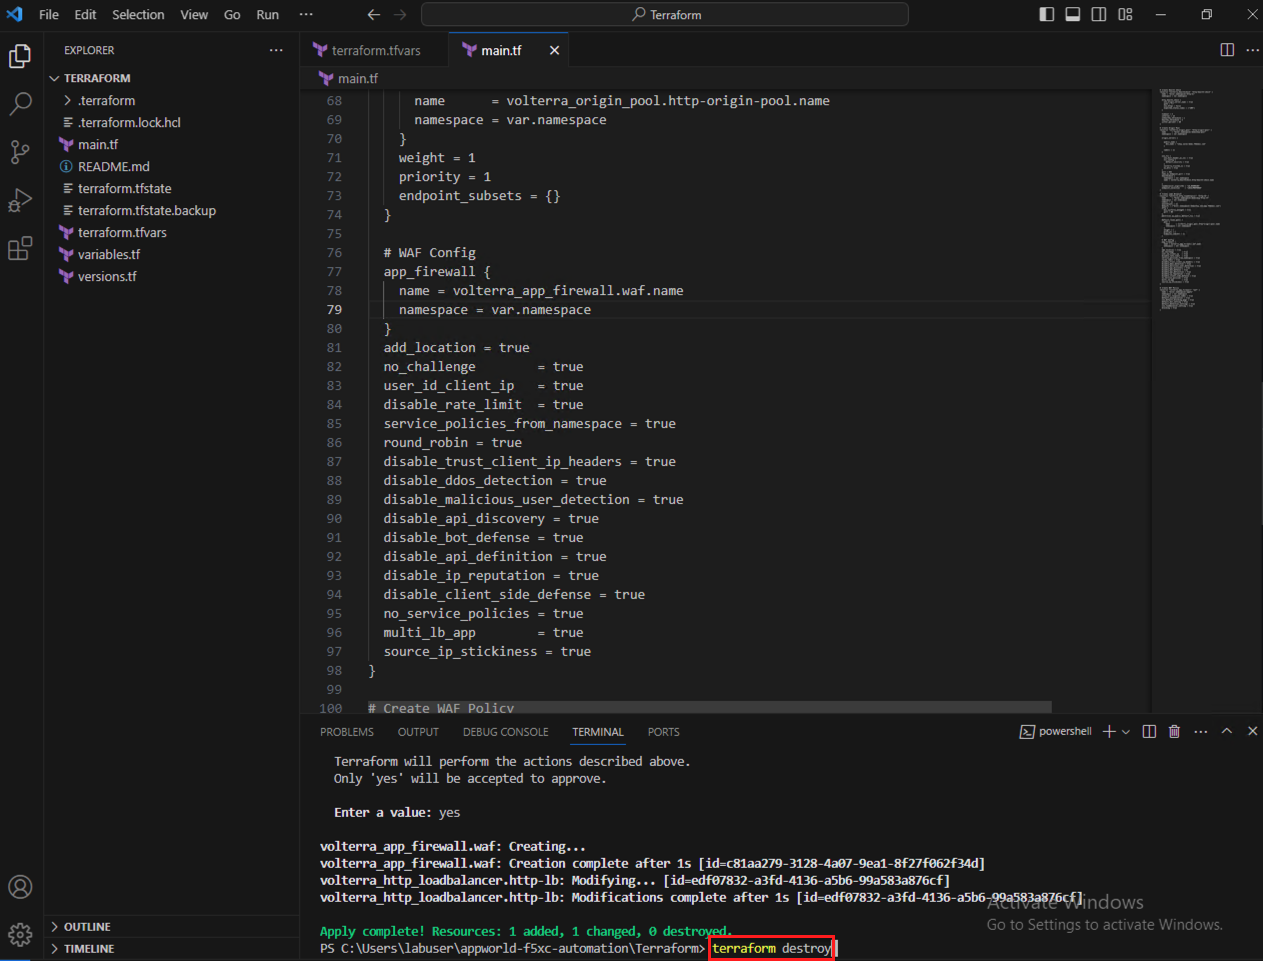 File Edit Selection View Go Run ··· Terraform
EXPLORER ···
TERRAFORM
.terraform
.terraform.lock.hcl
main.tf
README.md
terraform.tfstate
terraform.tfstate.backup
terraform.tfvars
variables.tf
versions.tf
OUTLINE
TIMELINE
terraform.tfvars main.tf
main.tf
68 name = volterra_origin_pool.http-origin-pool.name
69 namespace = var.namespace
70 }
71 weight = 1
72 priority = 1
73 endpoint_subsets = {}
74 }
75
76 # WAF Config
77 app_firewall {
78 name = volterra_app_firewall.waf.name
79 namespace = var.namespace
80 }
81 add_location = true
82 no_challenge = true
83 user_id_client_ip = true
84 disable_rate_limit = true
85 service_policies_from_namespace = true
86 round_robin = true
87 disable_trust_client_ip_headers = true
88 disable_ddos_detection = true
89 disable_malicious_user_detection = true
90 disable_api_discovery = true
91 disable_bot_defense = true
92 disable_api_definition = true
93 disable_ip_reputation = true
94 disable_client_side_defense = true
95 no_service_policies = true
96 multi_lb_app = true
97 source_ip_stickiness = true
98 }
99
100 # Create WAF Policy
PROBLEMS OUTPUT DEBUG CONSOLE TERMINAL PORTS powershell
Terraform will perform the actions described above.
Only 'yes' will be accepted to approve.
Enter a value: yes
volterra_app_firewall.waf: Creating...
volterra_app_firewall.waf: Creation complete after 1s [id=c81aa279-3128-4a07-9ea1-8f27f062f34d]
volterra_http_loadbalancer.http-lb: Modifying... [id=edf07832-a3fd-4136-a5b6-99a583a876cf]
volterra_http_loadbalancer.http-lb: Modifications complete after 1s [id=edf07832-a3fd-4136-a5b6-99a583a876cf]
Apply complete! Resources: 1 added, 1 changed, 0 destroyed.
PS C:\Users\labuser\appworld-f5xc-automation\Terraform> terraform destroy
Activate Windows
Go to Settings to activate Windows.